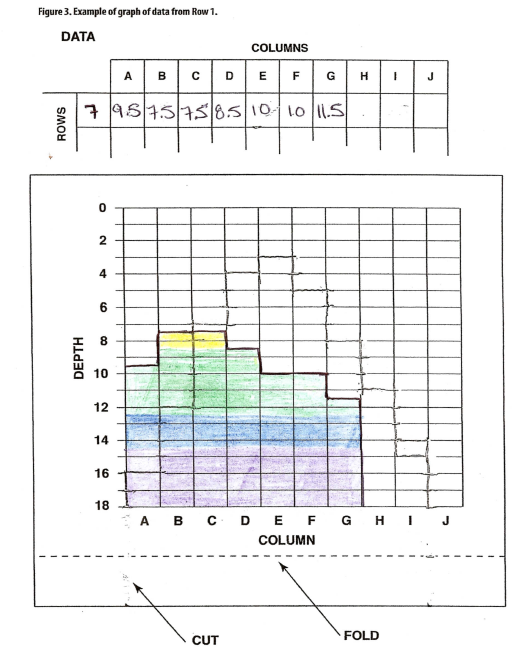 Figure 3. Example of graph of data from Row 1.
DATA
COLUMNS
A B C D E F G H I J
ROWS
7 9.5 7.5 7.5 8.5 10 10 11.5
0
2
4
6
8
10
12
14
16
18
DEPTH
A B C D E F G H I J
COLUMN
CUT
FOLD